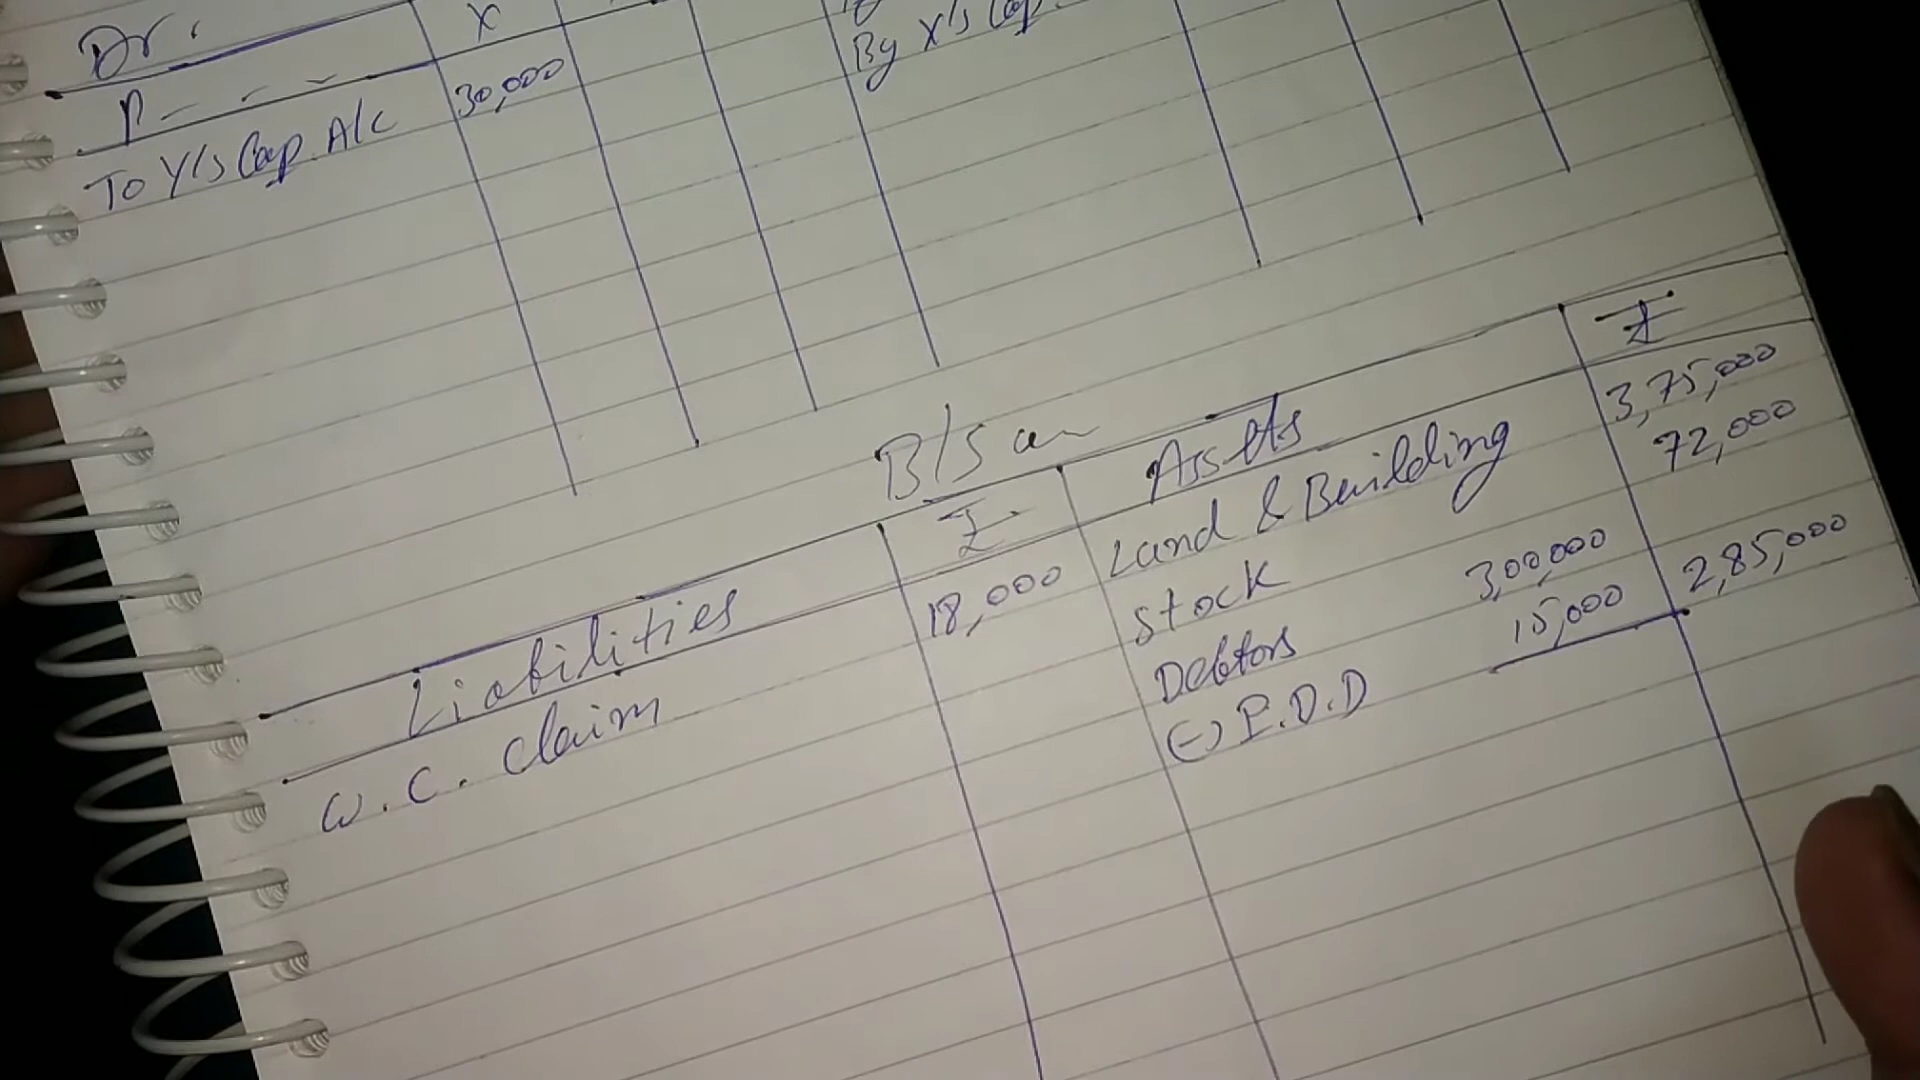 Dr. X
P
To Y/s Cap. A/c 30,000
By X's Cap.
B/S
Liabilities ₹ Assets ₹
W.C. claim 18,000 Land & Building 3,75,000
Stock 72,000
Debtors 3,00,000
(-) P.D.D 15,000 2,85,000